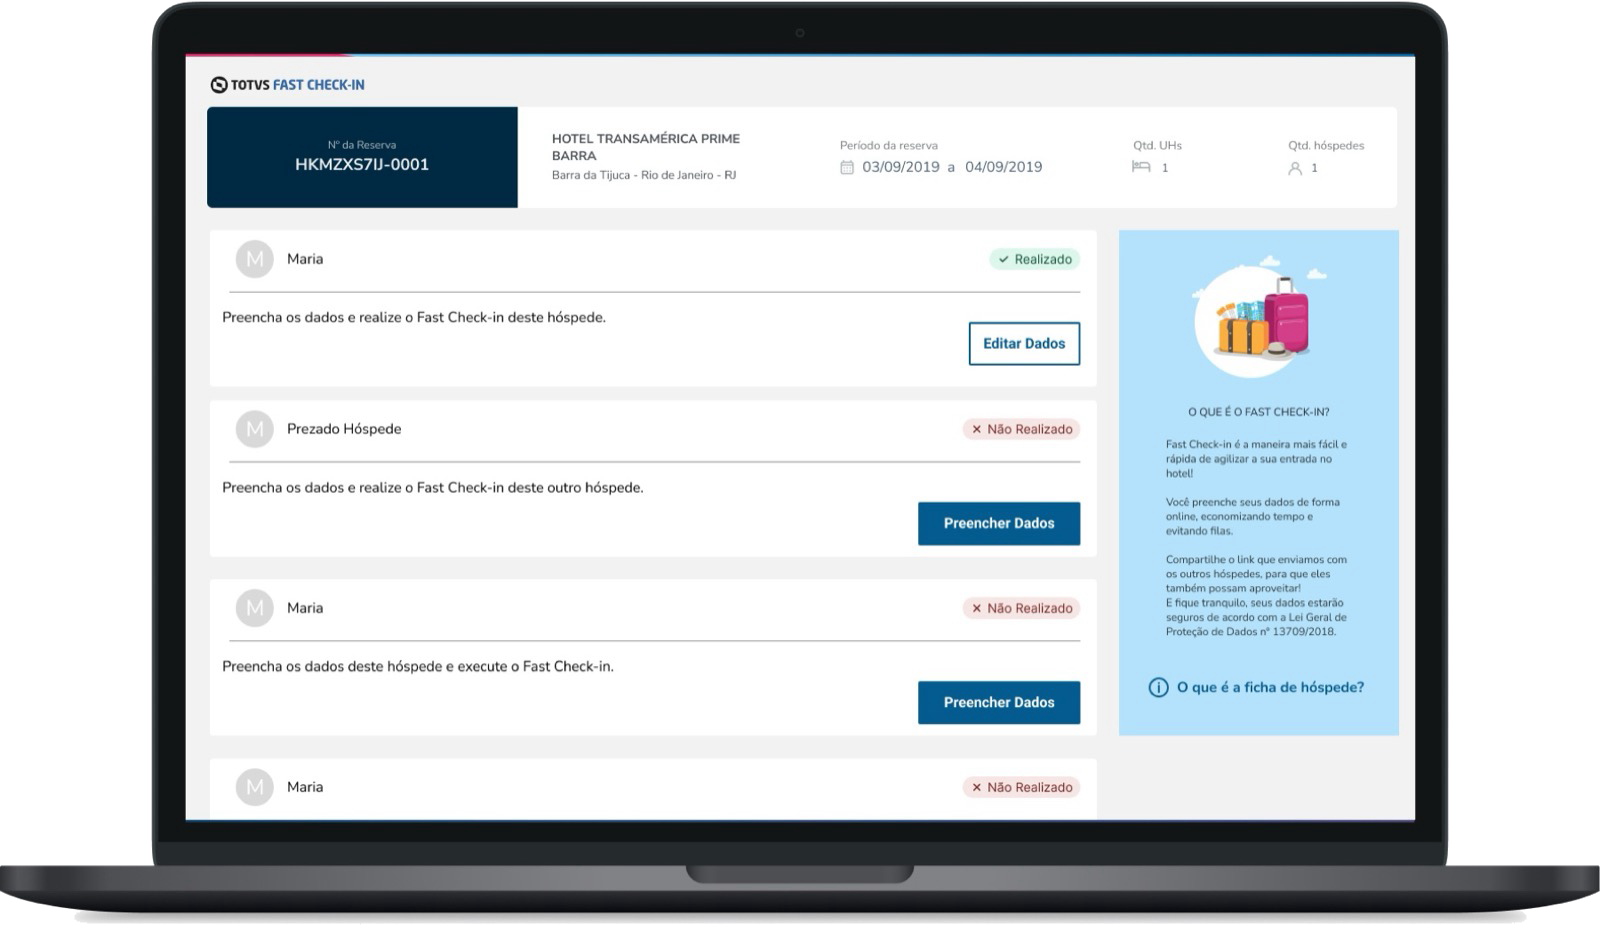 TOTVS FAST CHECK-IN
Nº da Reserva
HKMZXS7IJ-0001
HOTEL TRANSAMÉRICA PRIME
BARRA
Barra da Tijuca - Rio de Janeiro - RJ
Período da reserva
03/09/2019 a 04/09/2019
Qtd. UHs
1
Qtd. hóspedes
1
M
Maria
✓ Realizado
Preencha os dados e realize o Fast Check-in deste hóspede.
Editar Dados
M
Prezado Hóspede
✕ Não Realizado
Preencha os dados e realize o Fast Check-in deste outro hóspede.
Preencher Dados
M
Maria
✕ Não Realizado
Preencha os dados deste hóspede e execute o Fast Check-in.
Preencher Dados
M
Maria
✕ Não Realizado
O QUE É O FAST CHECK-IN?
Fast Check-in é a maneira mais fácil e
rápida de agilizar a sua entrada no
hotel!
Você preenche seus dados de forma
online, economizando tempo e
evitando filas.
Compartilhe o link que enviamos com
os outros hóspedes, para que eles
também possam aproveitar!
E fique tranquilo, seus dados estarão
seguros de acordo com a Lei Geral de
Proteção de Dados nº 13709/2018.
O que é a ficha de hóspede?